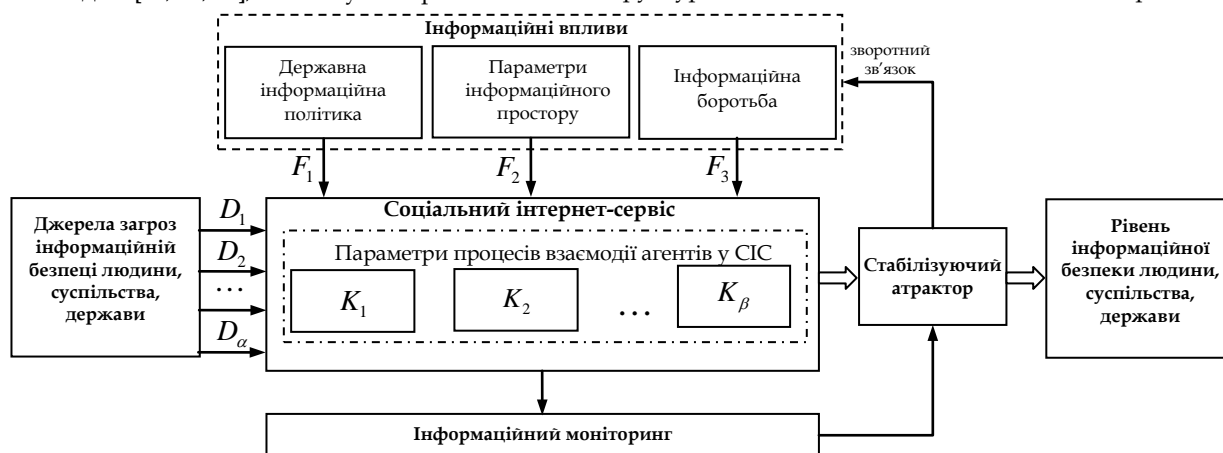 Інформаційні впливи
Державна
інформаційна
політика
Параметри
інформаційного
простору
Інформаційна
боротьба
зворотний
зв'язок
F₁
F₂
F₃
Джерела загроз
інформаційній
безпеці людини,
суспільства,
держави
D₁
D₂
...
Dα
Соціальний інтернет-сервіс
Параметри процесів взаємодії агентів у СІС
K₁
K₂
...
Kβ
Стабілізуючий
атрактор
Рівень
інформаційної
безпеки людини,
суспільства,
держави
Інформаційний моніторинг